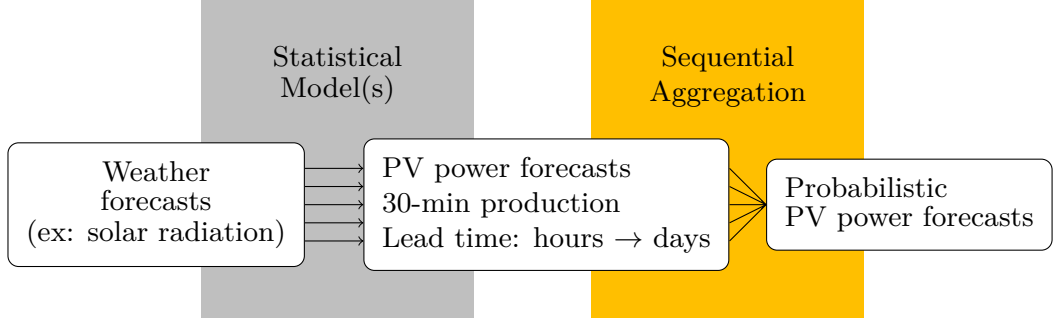 Statistical
Model(s)
Sequential
Aggregation
Weather
forecasts
(ex: solar radiation)
PV power forecasts
30-min production
Lead time: hours → days
Probabilistic
PV power forecasts